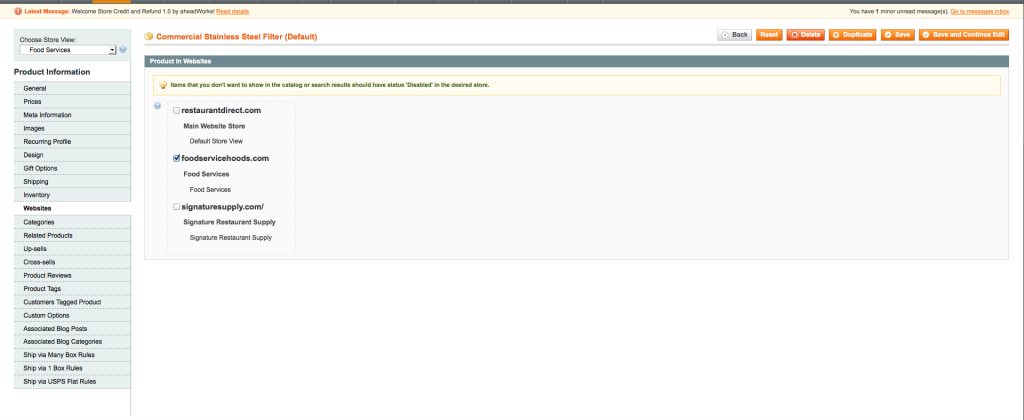 Latest Message: Welcome Store Credit and Refund 1.0 by aheadWorks! Read details
You have 1 minor unread message(s). Go to messages inbox
Choose Store View:
Food Services
Product Information
General
Prices
Meta Information
Images
Recurring Profile
Design
Gift Options
Shipping
Inventory
Websites
Categories
Related Products
Up-sells
Cross-sells
Product Reviews
Product Tags
Customers Tagged Product
Custom Options
Associated Blog Posts
Associated Blog Categories
Ship via Many Box Rules
Ship via 1 Box Rules
Ship via USPS Flat Rules
Commercial Stainless Steel Filter (Default)
Back Reset Delete Duplicate Save Save and Continue Edit
Product In Websites
Items that you don't want to show in the catalog or search results should have status 'Disabled' in the desired store.
restaurantdirect.com
Main Website Store
Default Store View
foodservicehoods.com
Food Services
Food Services
signaturesupply.com/
Signature Restaurant Supply
Signature Restaurant Supply